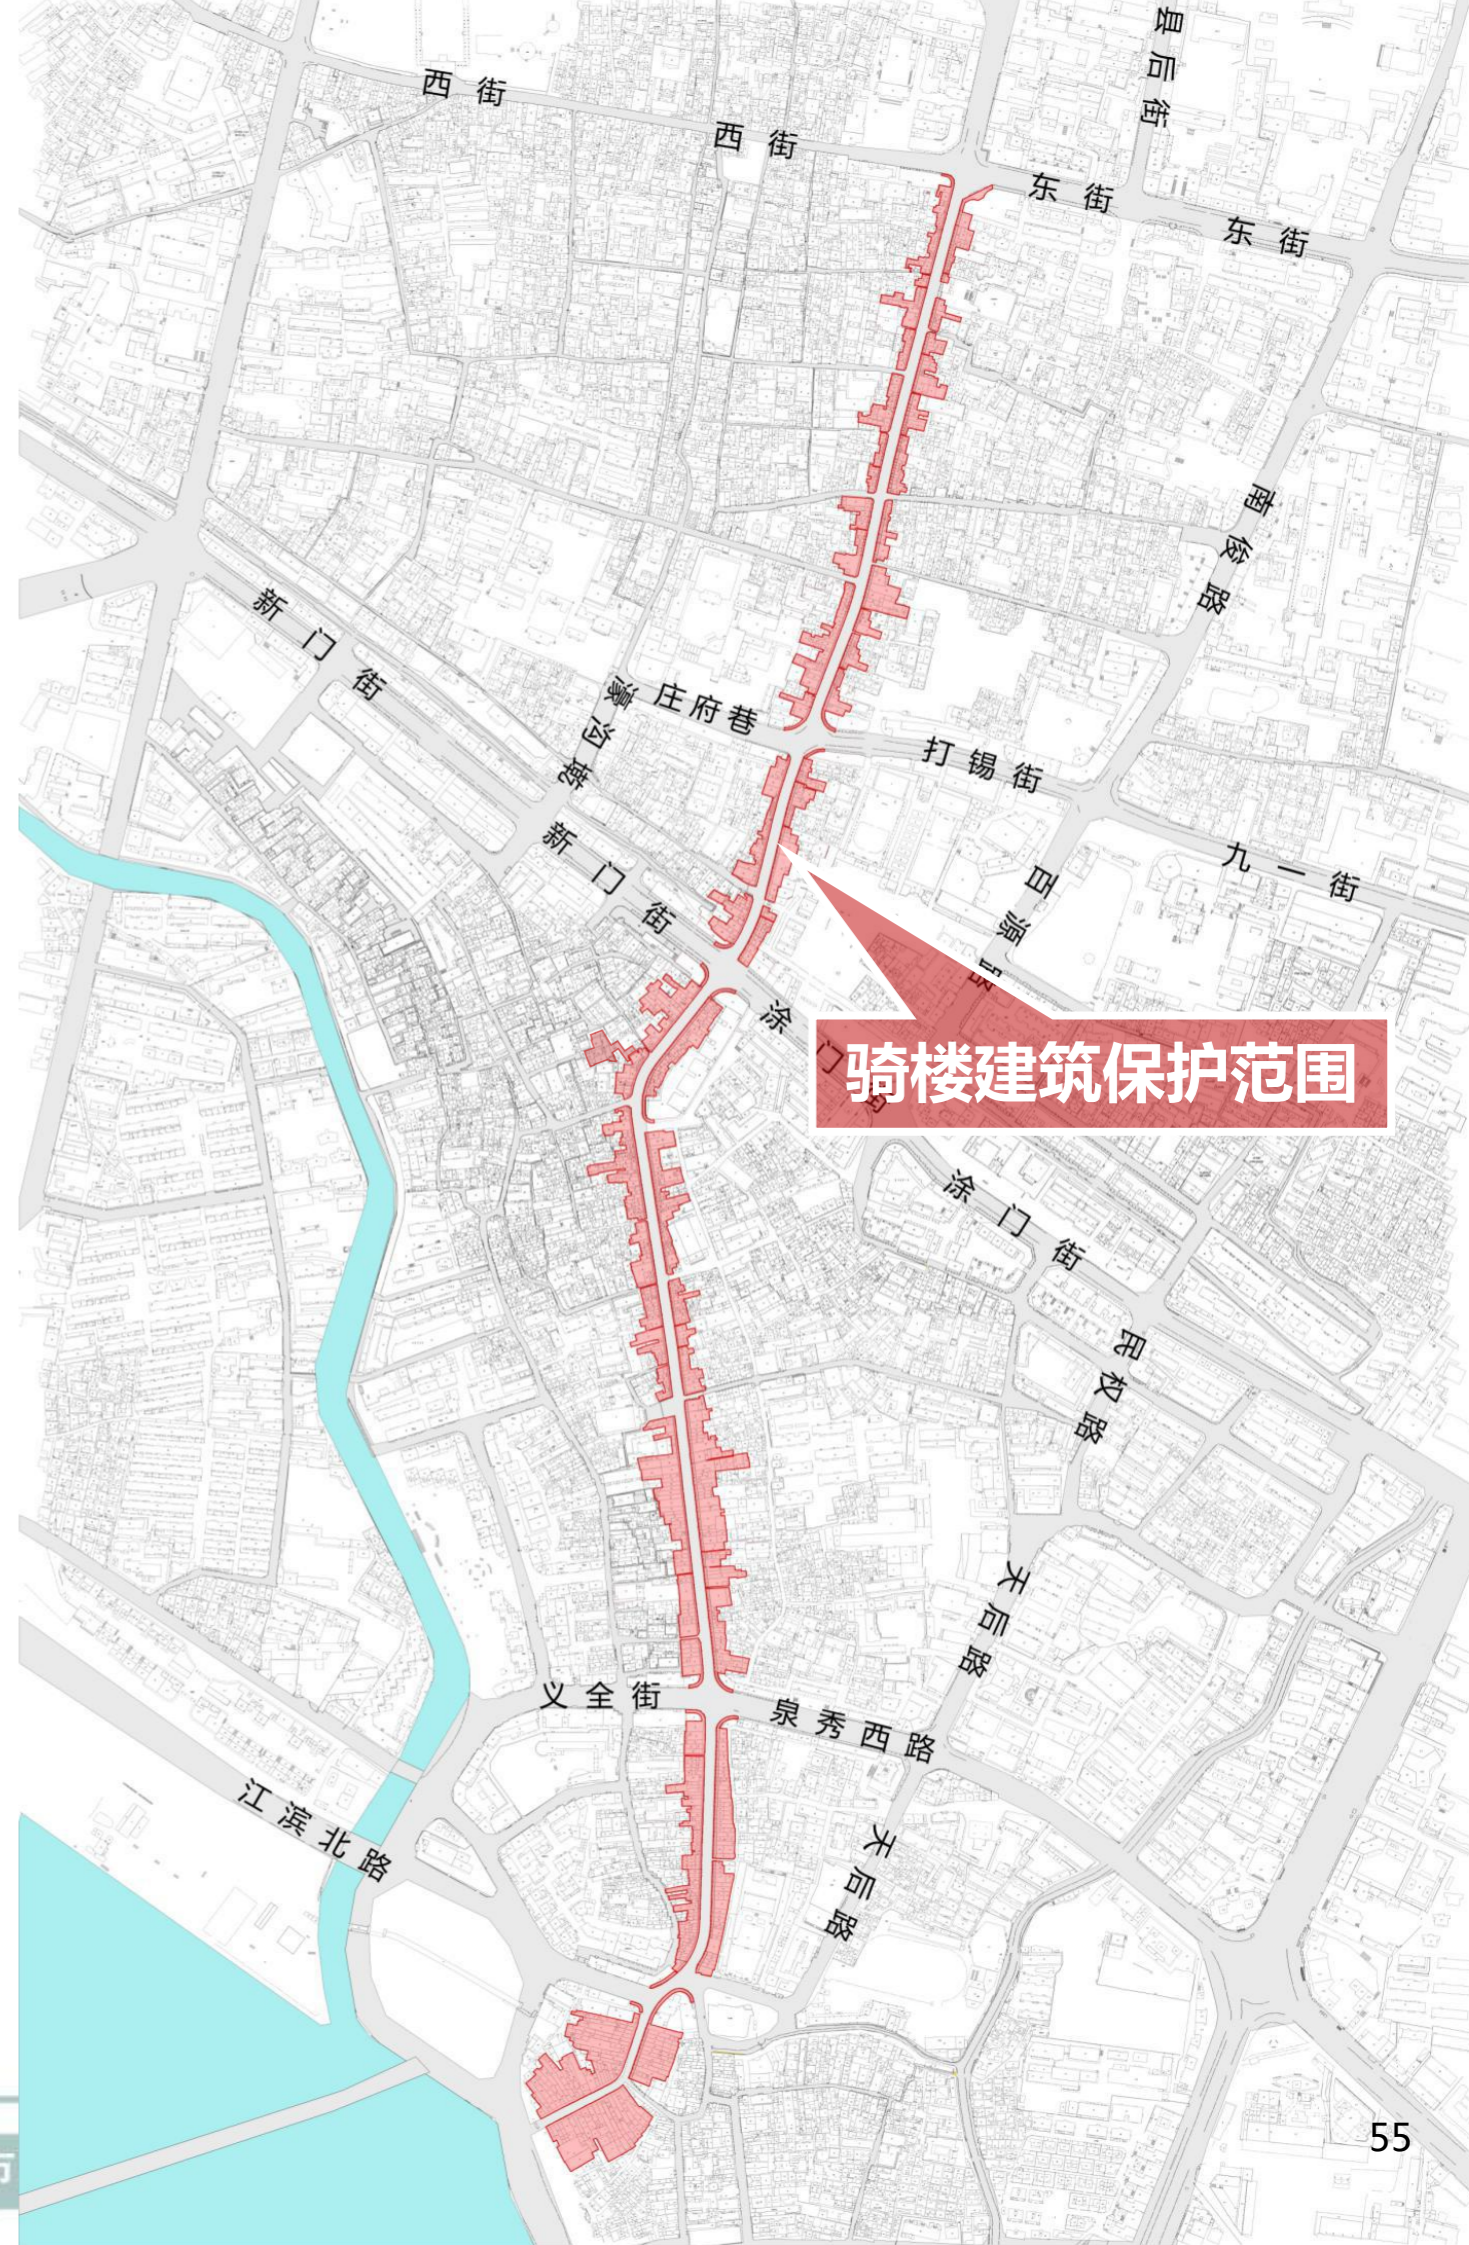 县后街
西街
西街
东街
东街
南俊路
新门街
濠沟墘
庄府巷
打锡街
新门街
百源路
九一街
涂门街
骑楼建筑保护范围
涂门街
民权路
天后路
义全街
泉秀西路
江滨北路
天后路
55